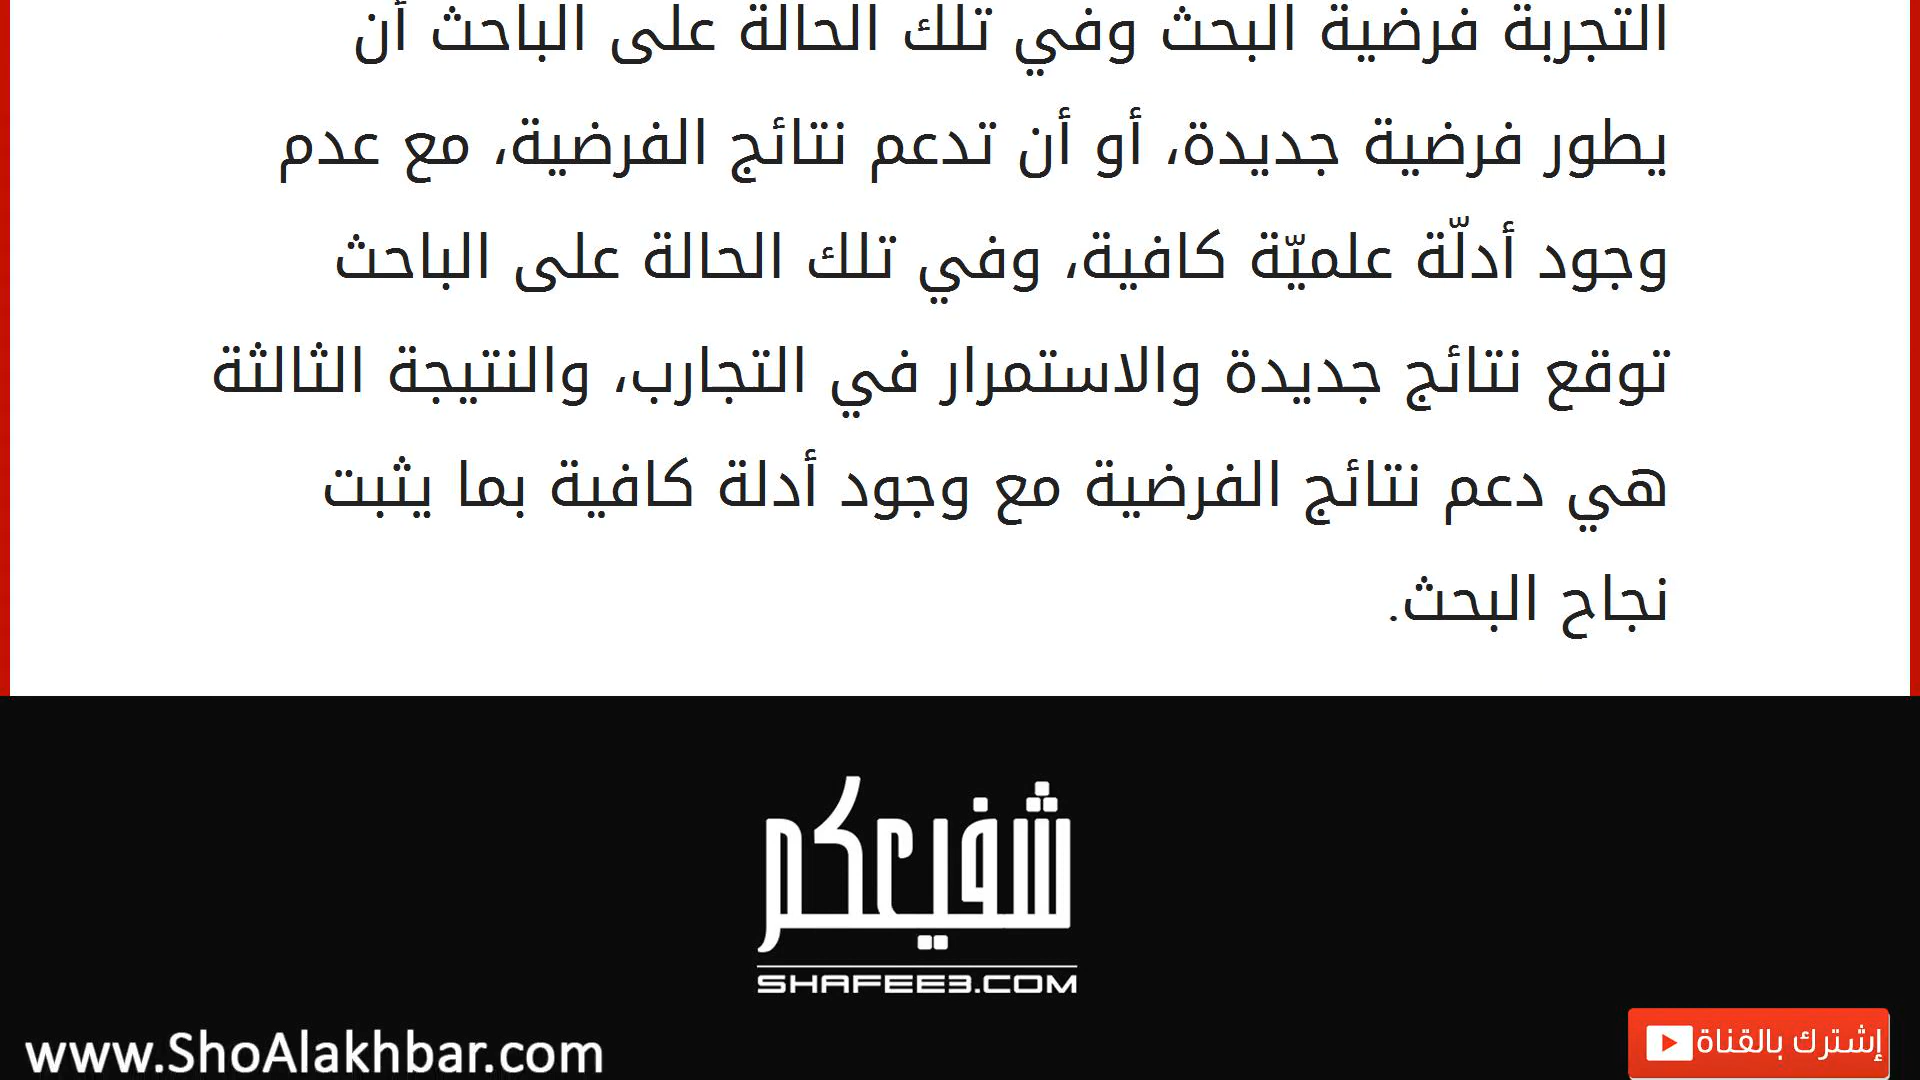 التجربة فرضية البحث وفي تلك الحالة على الباحث أن
يطور فرضية جديدة، أو أن تدعم نتائج الفرضية، مع عدم
وجود أدلّة علميّة كافية، وفي تلك الحالة على الباحث
توقع نتائج جديدة والاستمرار في التجارب، والنتيجة الثالثة
هي دعم نتائج الفرضية مع وجود أدلة كافية بما يثبت
نجاح البحث.
شفيعكم
SHAFEE3.COM
www.ShoAlakhbar.com
إشترك بالقناة